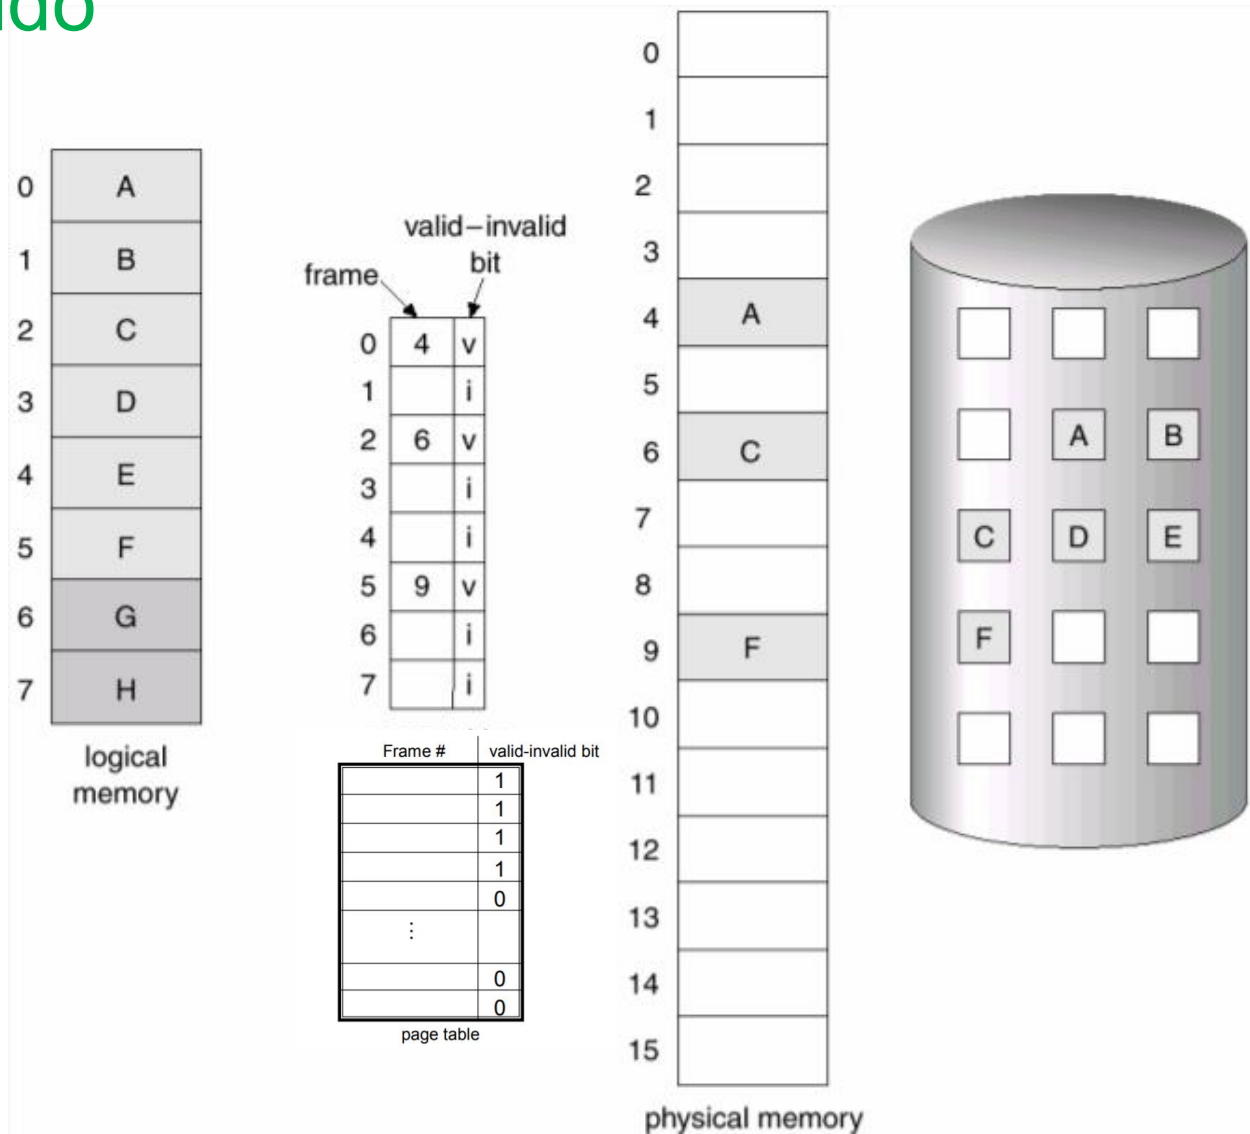 0 A
1 B
2 C
3 D
4 E
5 F
6 G
7 H
logical
memory
valid–invalid
bit
frame
0 4 v
1 i
2 6 v
3 i
4 i
5 9 v
6 i
7 i
Frame # valid-invalid bit
1
1
1
1
0
⋮
0
0
page table
0
1
2
3
4 A
5
6 C
7
8
9 F
10
11
12
13
14
15
physical memory
A B
C D E
F